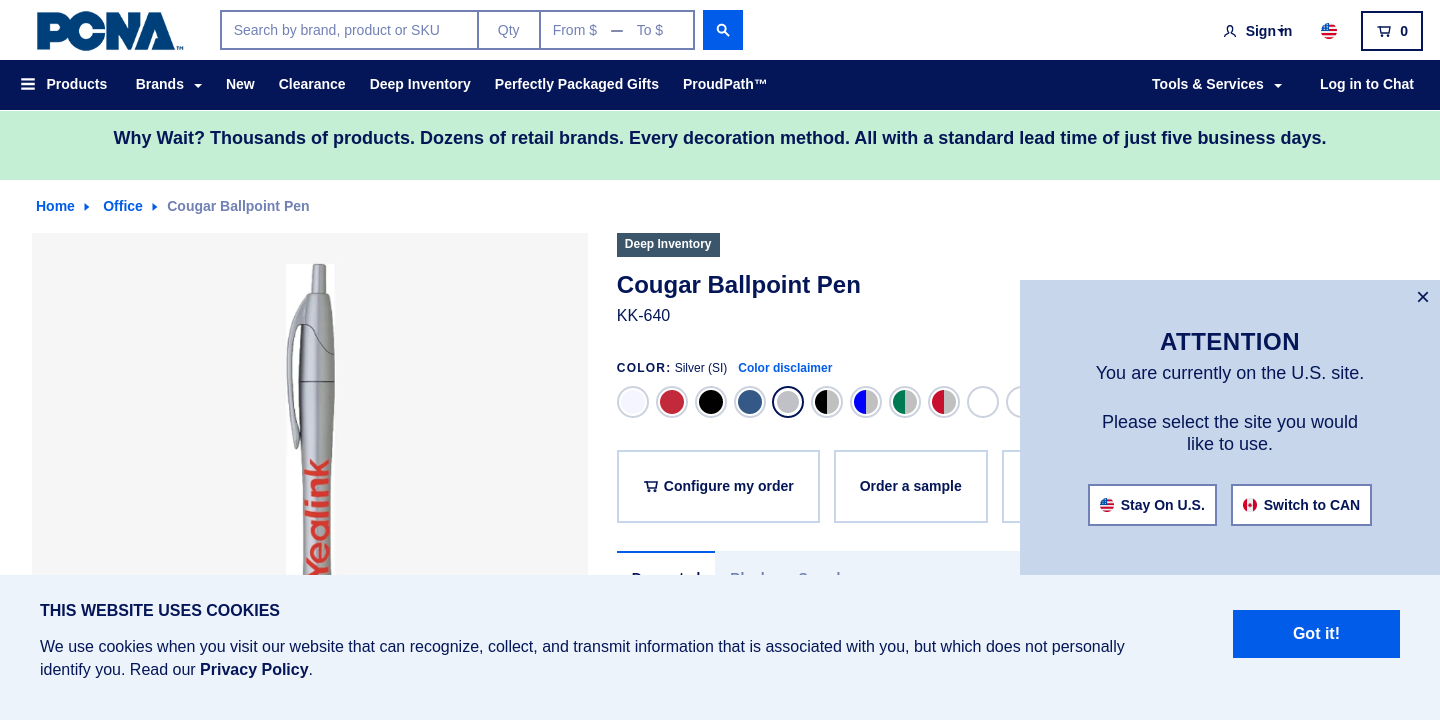 PCNA™
Search by brand, product or SKU
Qty
From $ — To $
Sign in
0
Products
Brands
New
Clearance
Deep Inventory
Perfectly Packaged Gifts
ProudPath™
Tools & Services
Log in to Chat
Why Wait? Thousands of products. Dozens of retail brands. Every decoration method. All with a standard lead time of just five business days.
Home
Office
Cougar Ballpoint Pen
Yealink
Deep Inventory
Cougar Ballpoint Pen
KK-640
COLOR: Silver (SI) Color disclaimer
Configure my order
Order a sample
×
ATTENTION
You are currently on the U.S. site.
Please select the site you would
like to use.
Stay On U.S.
Switch to CAN
THIS WEBSITE USES COOKIES
We use cookies when you visit our website that can recognize, collect, and transmit information that is associated with you, but which does not personally
identify you. Read our Privacy Policy.
Got it!